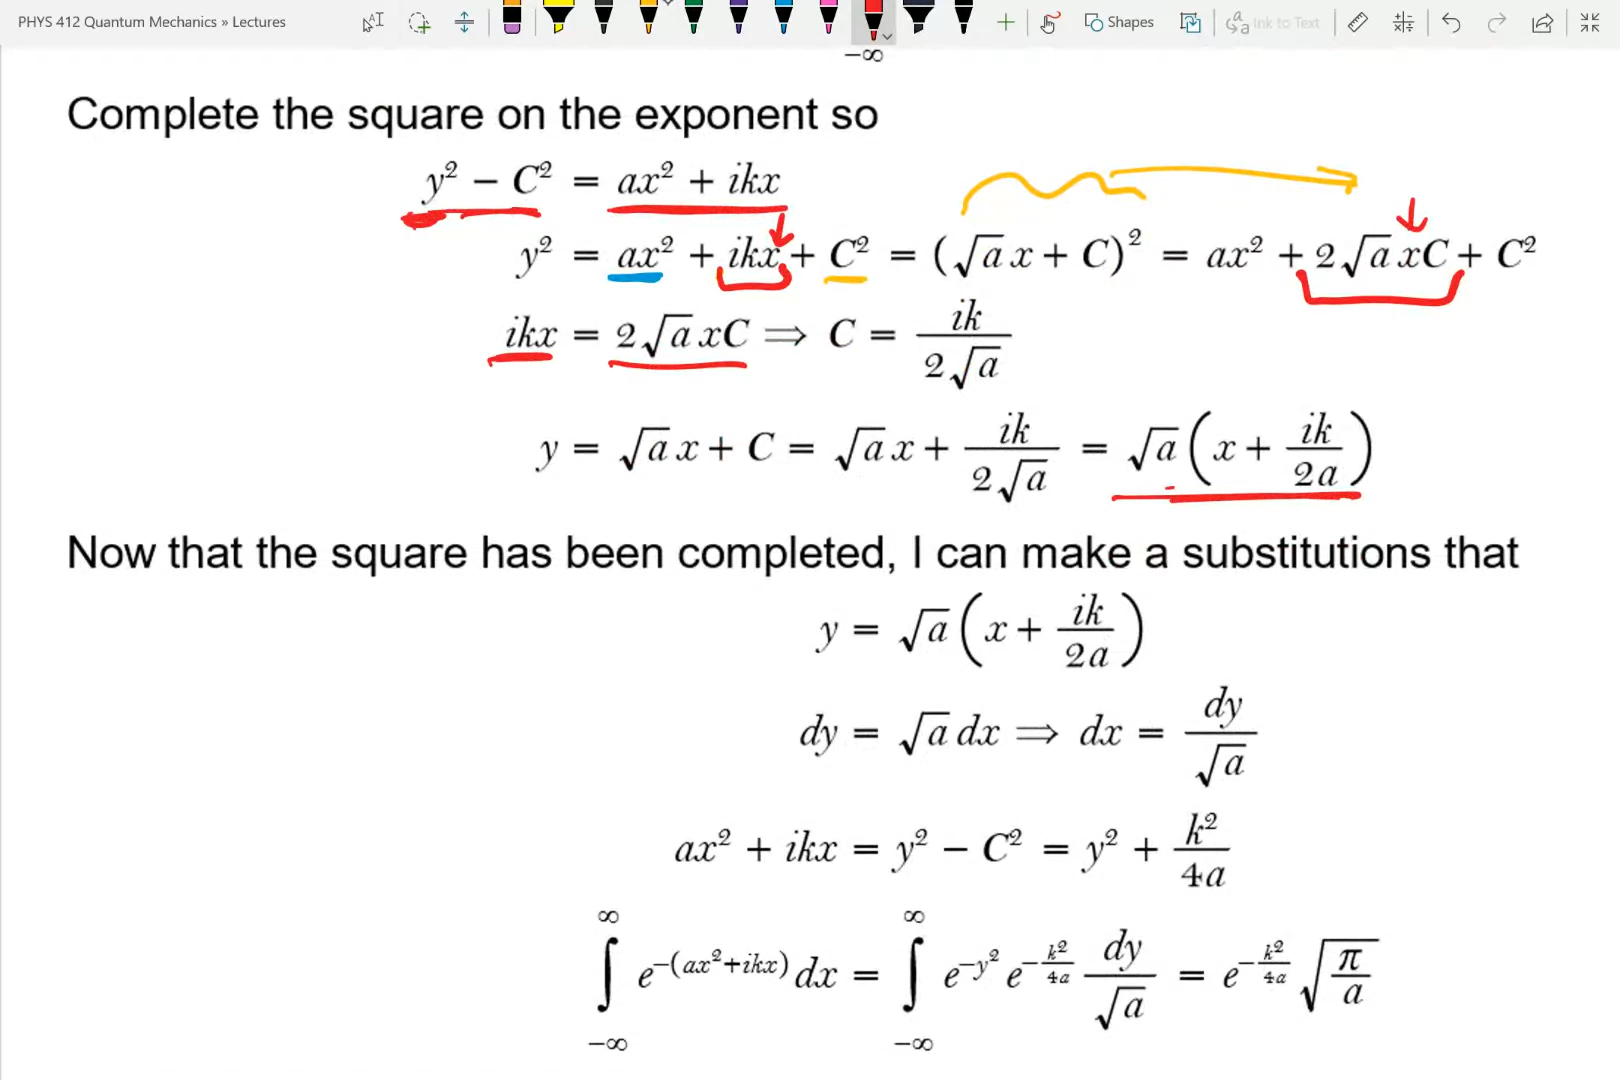 PHYS 412 Quantum Mechanics » Lectures
Shapes
Ink to Text
−∞
Complete the square on the exponent so
y² − C² = ax² + ikx
y² = ax² + ikx + C² = (√a x + C)² = ax² + 2√a xC + C²
ikx = 2√a xC ⟹ C = ik/(2√a)
y = √a x + C = √a x + ik/(2√a) = √a (x + ik/(2a))
Now that the square has been completed, I can make a substitutions that
y = √a (x + ik/(2a))
dy = √a dx ⟹ dx = dy/√a
ax² + ikx = y² − C² = y² + k²/(4a)
∫_{−∞}^{∞} e^{−(ax²+ikx)} dx = ∫_{−∞}^{∞} e^{−y²} e^{−k²/(4a)} dy/√a = e^{−k²/(4a)} √(π/a)